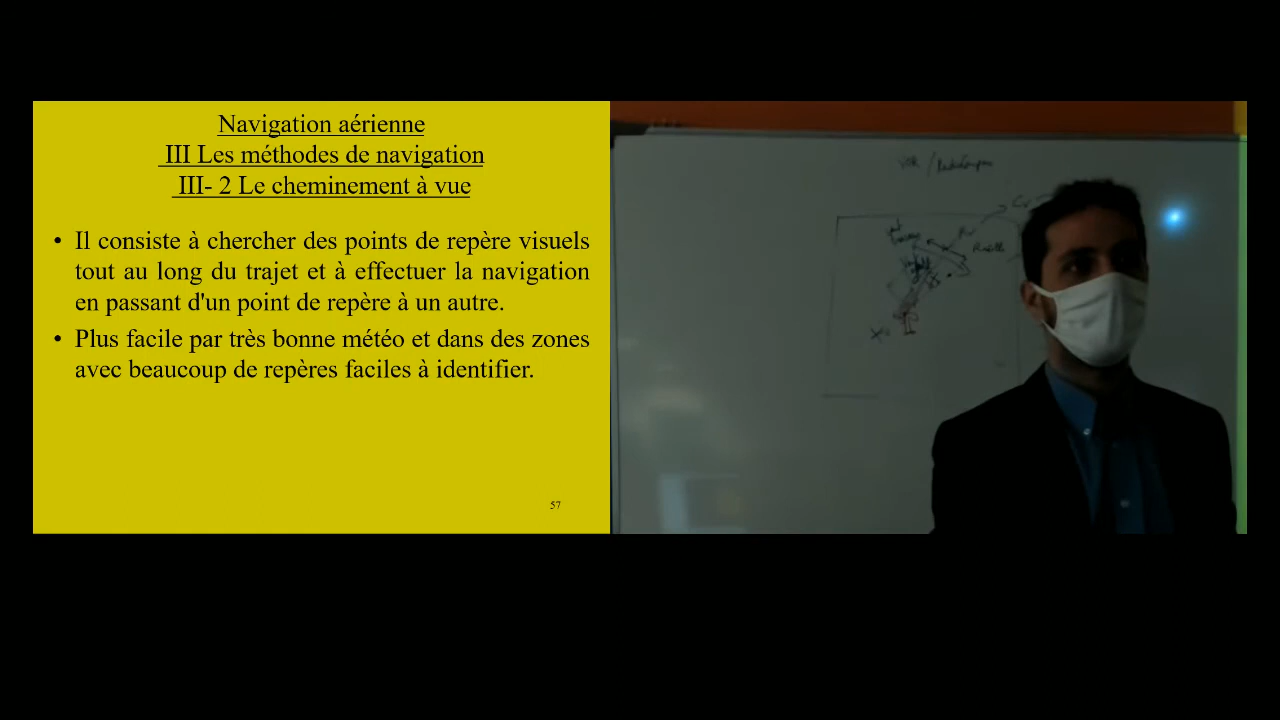 Navigation aérienne
III Les méthodes de navigation
III- 2 Le cheminement à vue
• Il consiste à chercher des points de repère visuels
tout au long du trajet et à effectuer la navigation
en passant d'un point de repère à un autre.
• Plus facile par très bonne météo et dans des zones
avec beaucoup de repères faciles à identifier.
57
VOR /